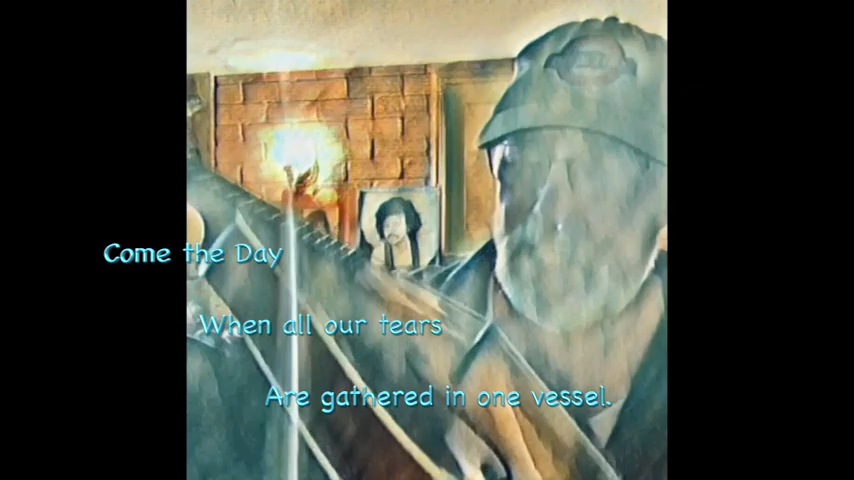 Come the Day
When all our tears
Are gathered in one vessel.